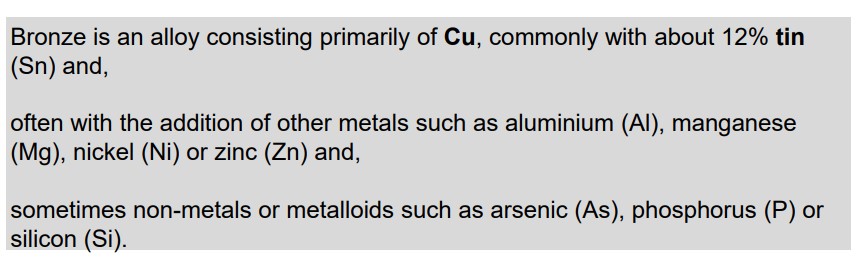 Bronze is an alloy consisting primarily of Cu, commonly with about 12% tin
(Sn) and,
often with the addition of other metals such as aluminium (Al), manganese
(Mg), nickel (Ni) or zinc (Zn) and,
sometimes non-metals or metalloids such as arsenic (As), phosphorus (P) or
silicon (Si).